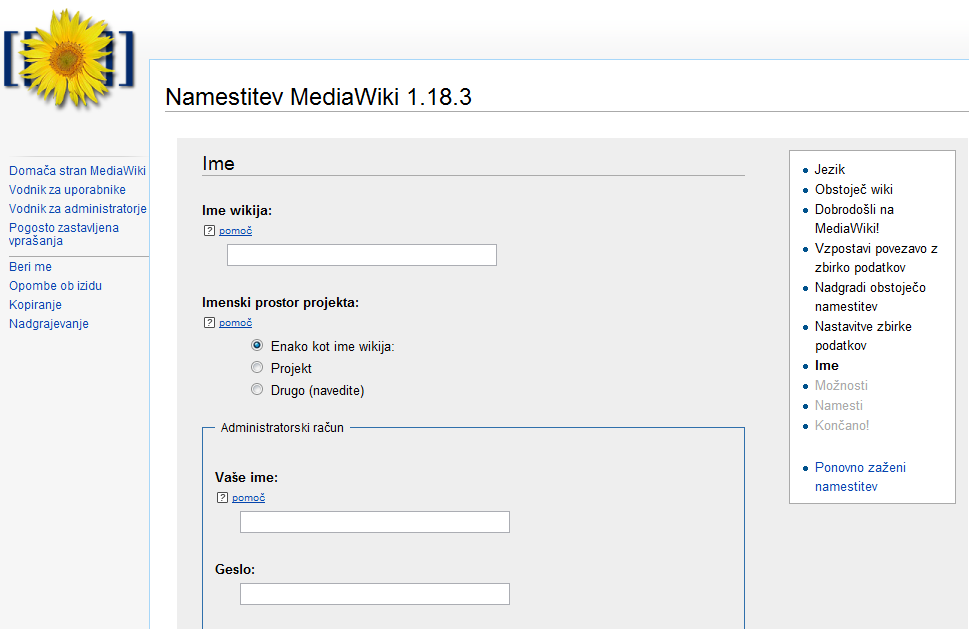 Namestitev MediaWiki 1.18.3
Domača stran MediaWiki
Vodnik za uporabnike
Vodnik za administratorje
Pogosto zastavljena
vprašanja
Beri me
Opombe ob izidu
Kopiranje
Nadgrajevanje
Ime
Ime wikija:
? pomoč
Imenski prostor projekta:
? pomoč
Enako kot ime wikija:
Projekt
Drugo (navedite)
Administratorski račun
Vaše ime:
? pomoč
Geslo:
Jezik
Obstoječ wiki
Dobrodošli na
MediaWiki!
Vzpostavi povezavo z
zbirko podatkov
Nadgradi obstoječo
namestitev
Nastavitve zbirke
podatkov
Ime
Možnosti
Namesti
Končano!
Ponovno zaženi
namestitev